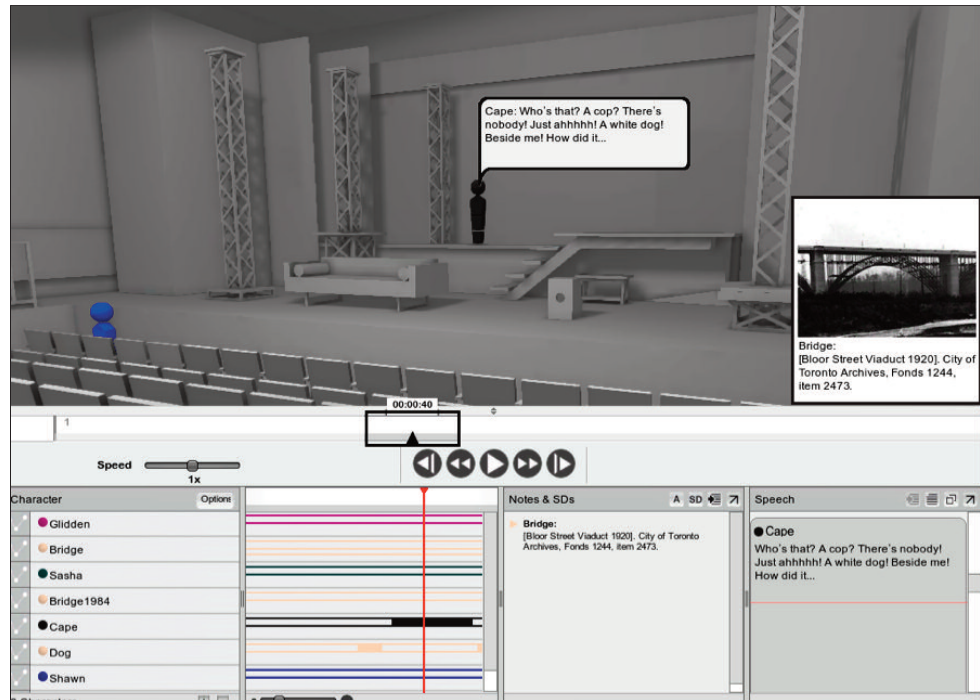 Cape: Who's that? A cop? There's
nobody! Just ahhhhh! A white dog!
Beside me! How did it...
Bridge:
[Bloor Street Viaduct 1920]. City of
Toronto Archives, Fonds 1244,
item 2473.
00:00:40
1
Speed
1x
Character
Options
Glidden
Bridge
Sasha
Bridge1984
Cape
Dog
Shawn
Notes & SDs
A SD
Bridge:
[Bloor Street Viaduct 1920]. City of Toronto
Archives, Fonds 1244, item 2473.
Speech
Cape
Who's that? A cop? There's nobody!
Just ahhhhh! A white dog! Beside me!
How did it...